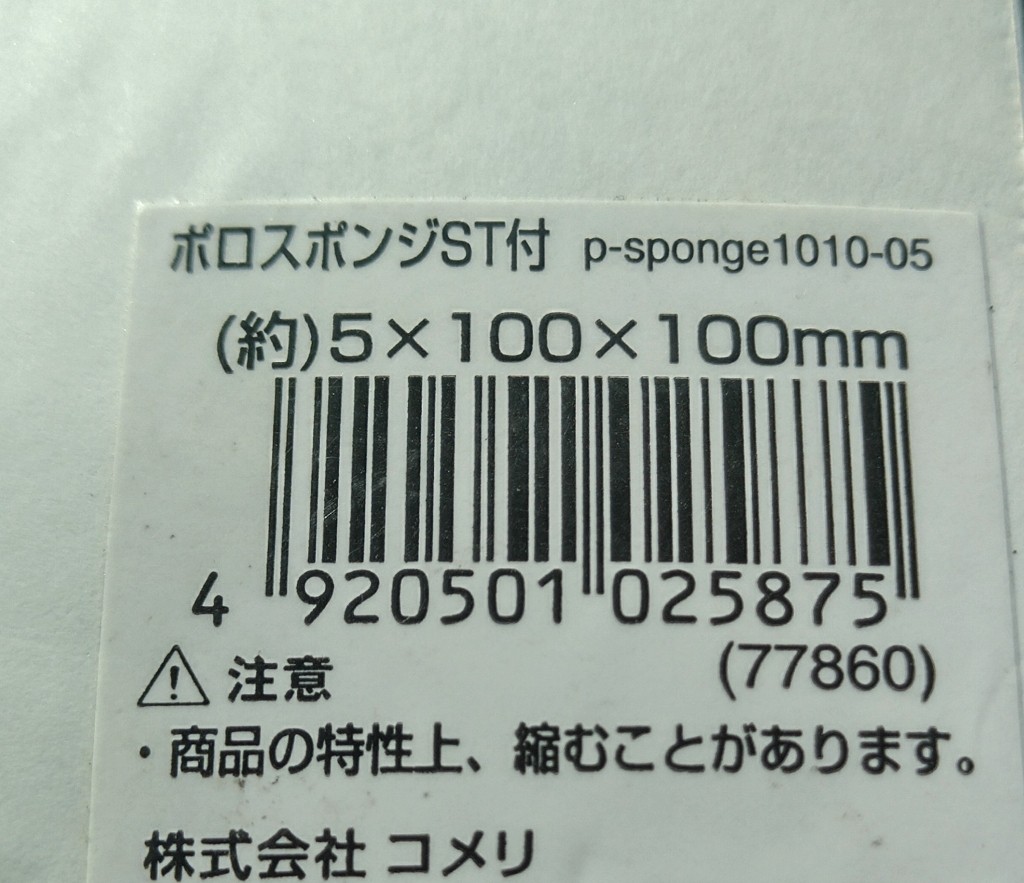 ポロスポンジST付 p-sponge1010-05
(約)5×100×100mm
4 920501 025875
(77860)
⚠ 注意
・商品の特性上、縮むことがあります。
株式会社 コメリ